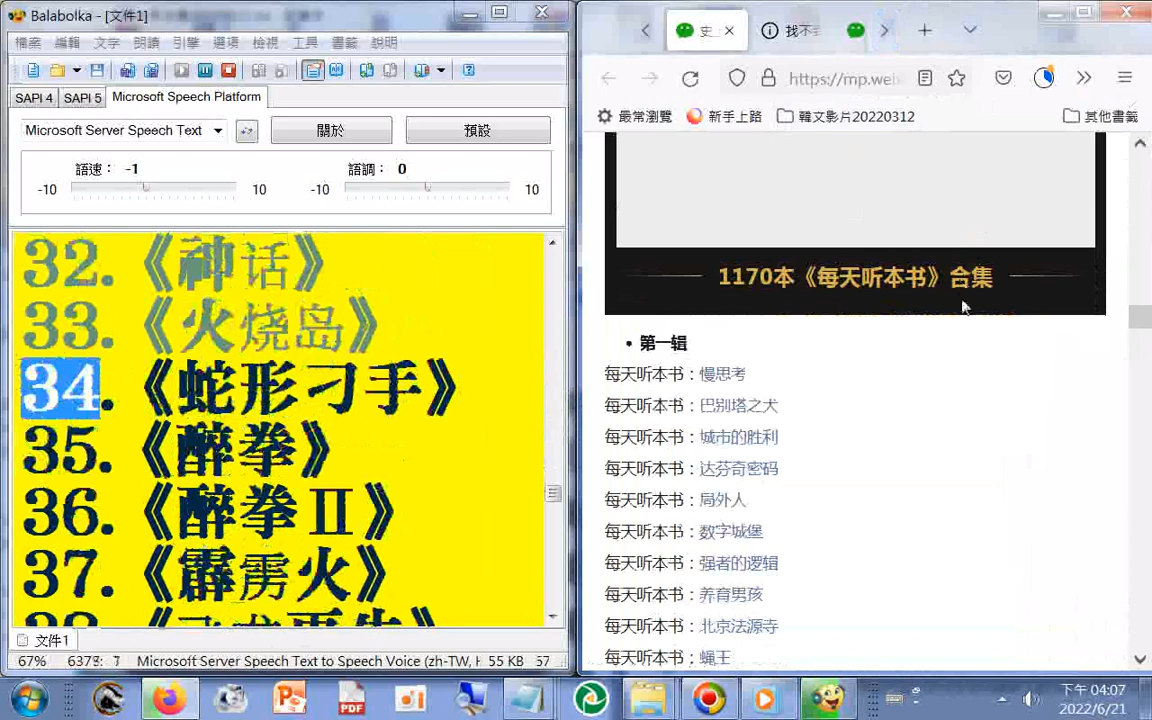 Balabolka - [文件1]
檔案 編輯 文字 朗讀 引擎 選項 檢視 工具 書籤 說明
SAPI 4 SAPI 5 Microsoft Speech Platform
Microsoft Server Speech Text 關於 預設
語速： -1 語調： 0
-10 10 -10 10
32.《神话》
33.《火烧岛》
34.《蛇形刁手》
35.《醉拳》
36.《醉拳Ⅱ》
37.《霹雳火》
文件1
67% Microsoft Server Speech Text to Speech Voice (zh-TW, H 55 KB 57
找不
https://mp.wei
最常瀏覽 新手上路 韓文影片20220312 其他書籤
1170本《每天听本书》合集
• 第一辑
每天听本书：慢思考
每天听本书：巴别塔之犬
每天听本书：城市的胜利
每天听本书：达芬奇密码
每天听本书：局外人
每天听本书：数字城堡
每天听本书：强者的逻辑
每天听本书：养育男孩
每天听本书：北京法源寺
每天听本书：蝇王
PDF
下午 04:07
2022/6/21